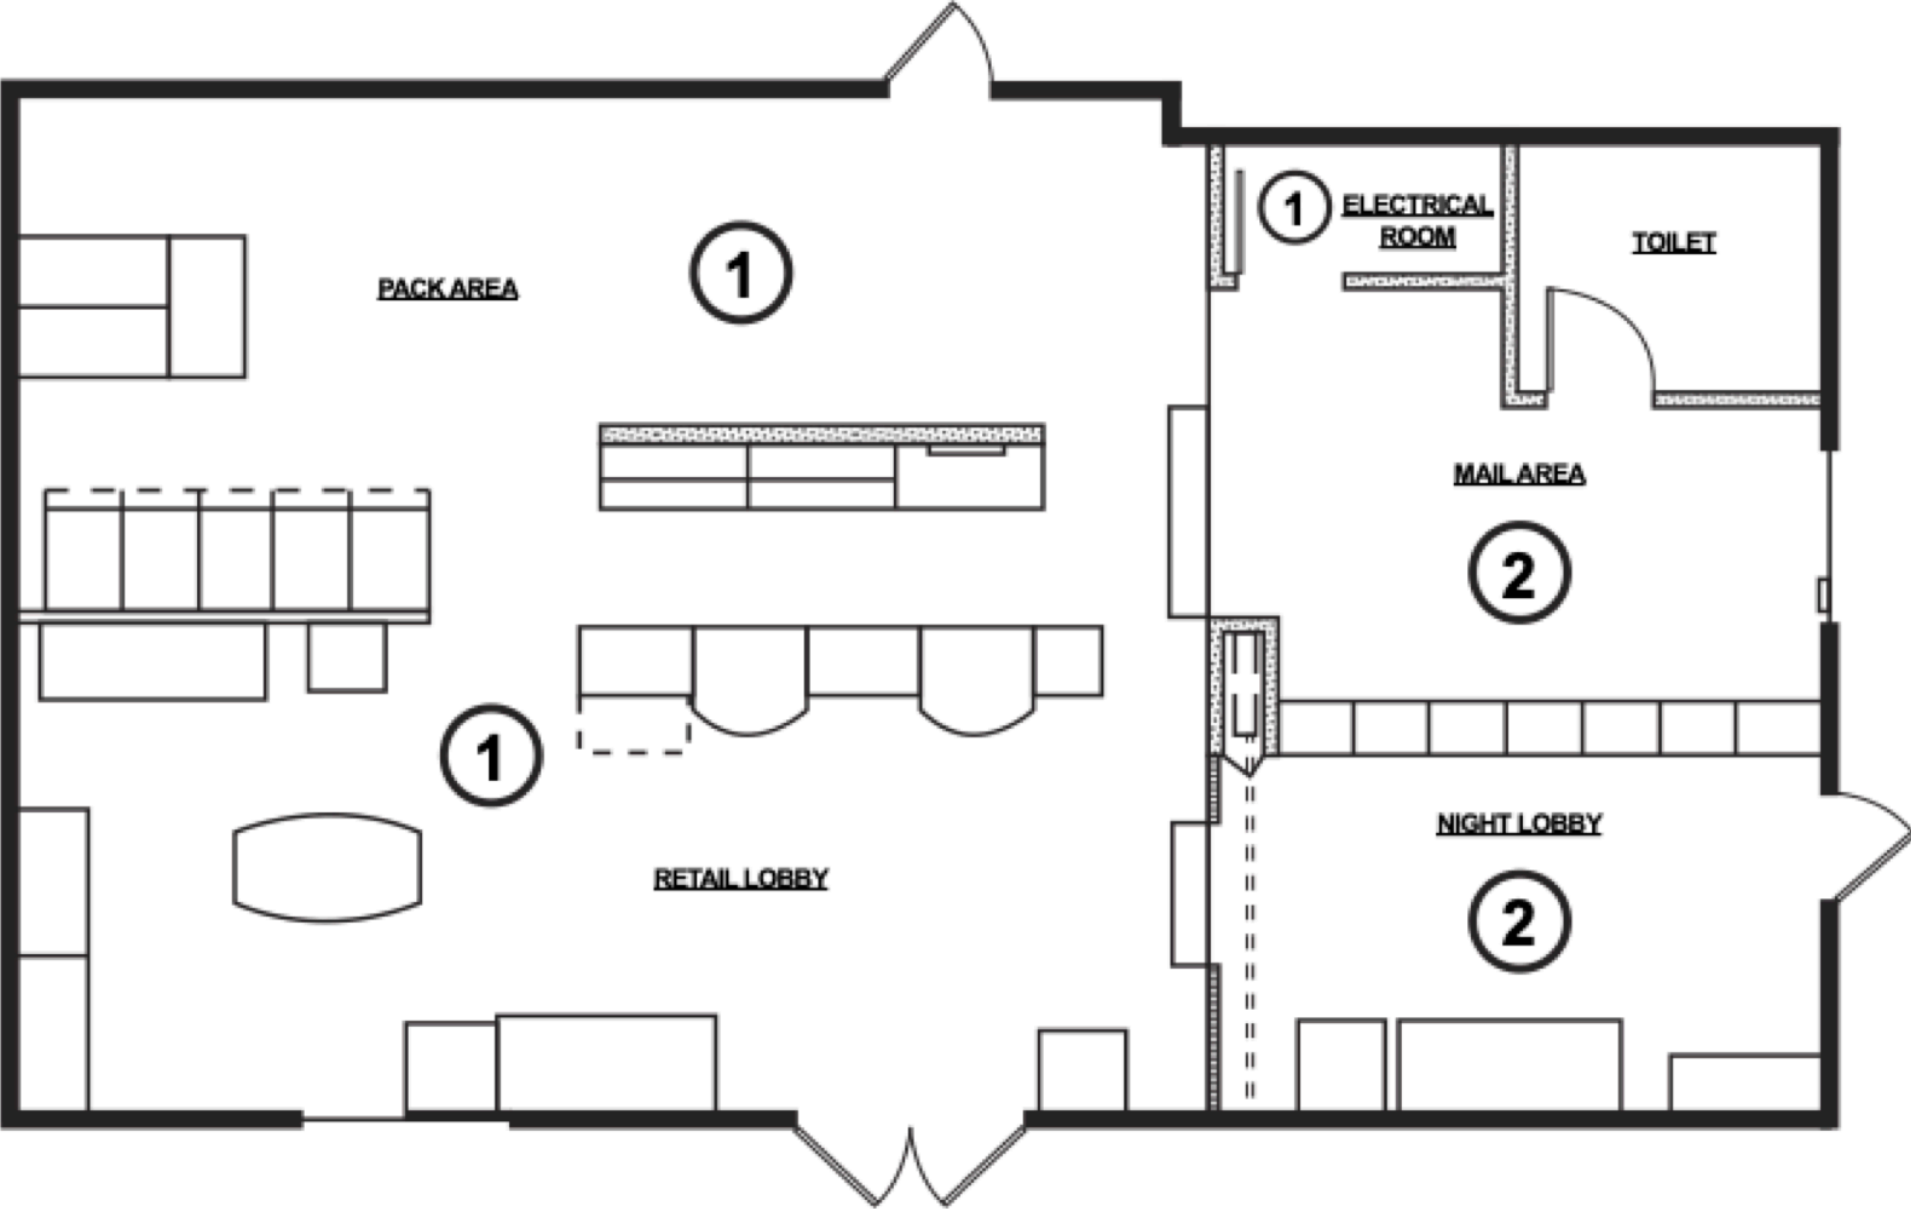 1
ELECTRICAL
ROOM
TOILET
PACK AREA
1
MAIL AREA
2
1
NIGHT LOBBY
RETAIL LOBBY
2